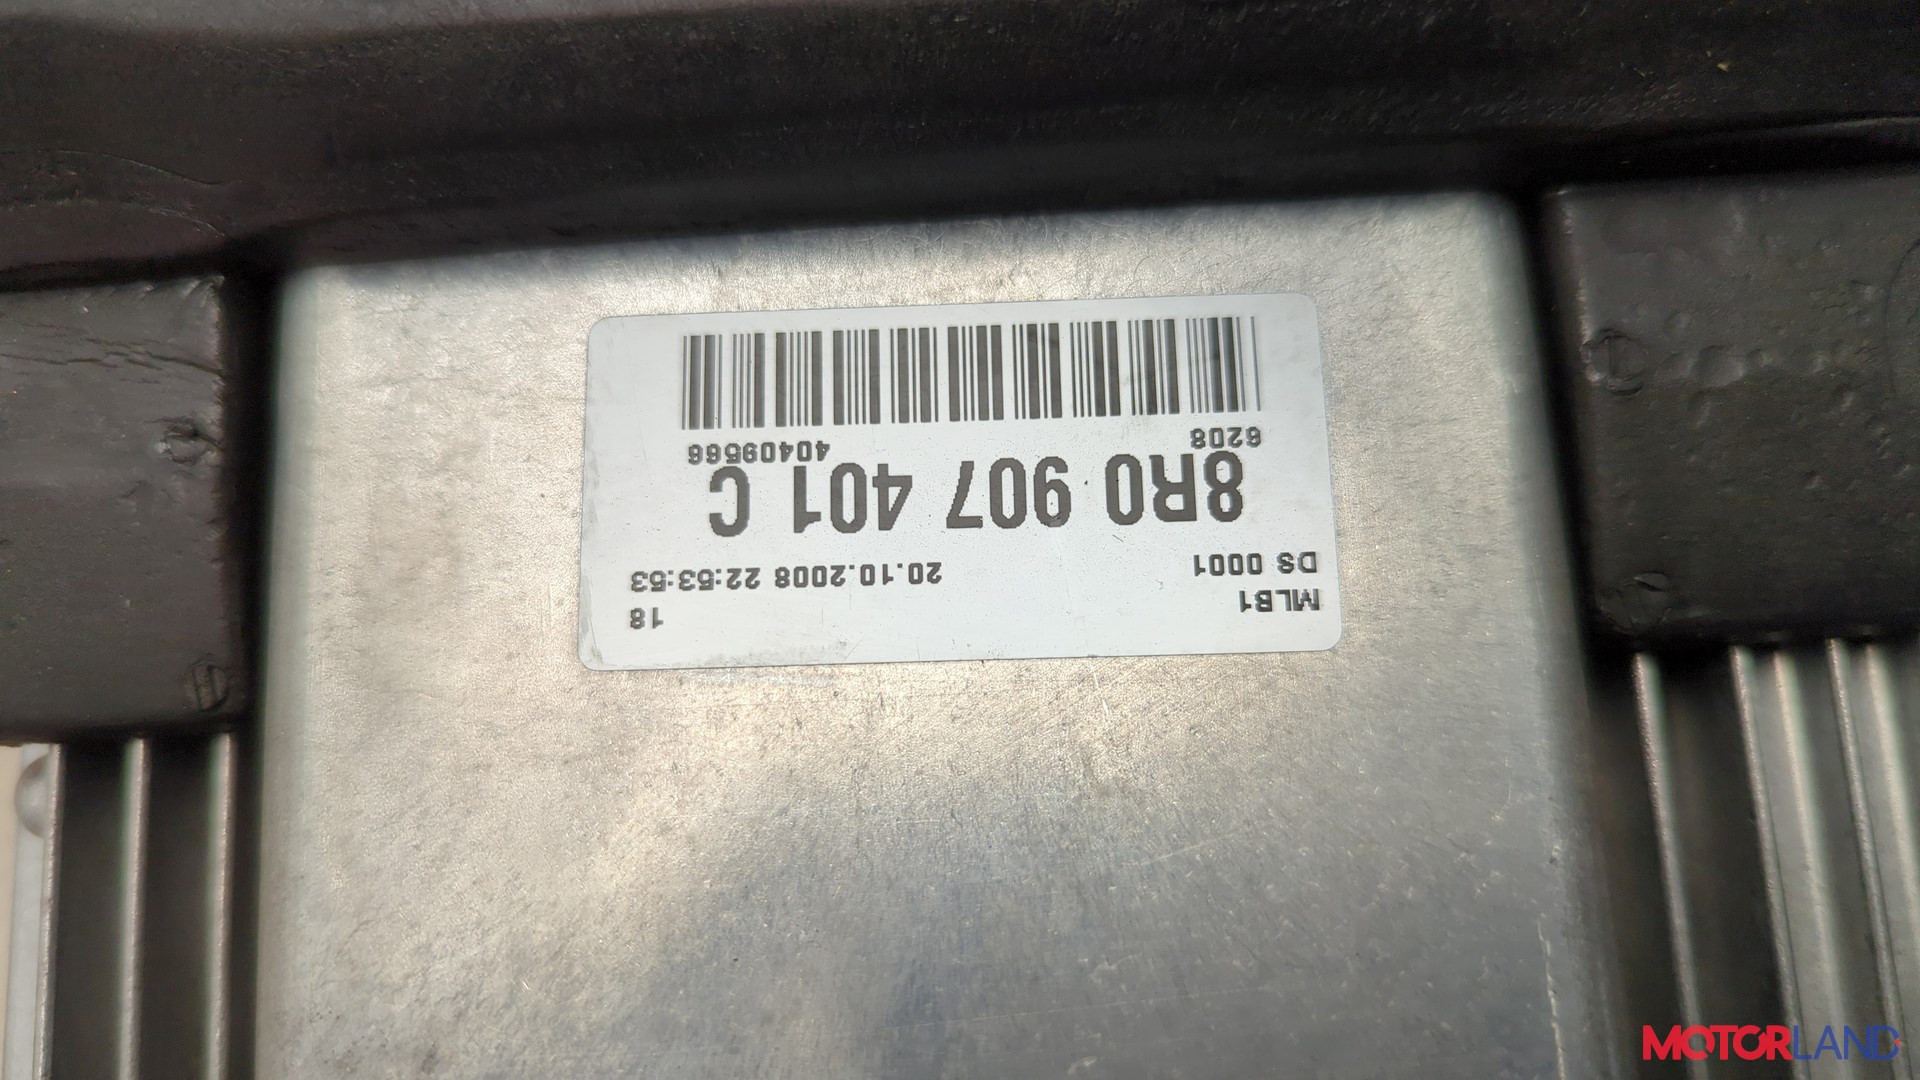 MLB1 18
DS 0001 20.10.2008 22:53:53
8R0 907 401 C
6208 40409566
MOTORLAND